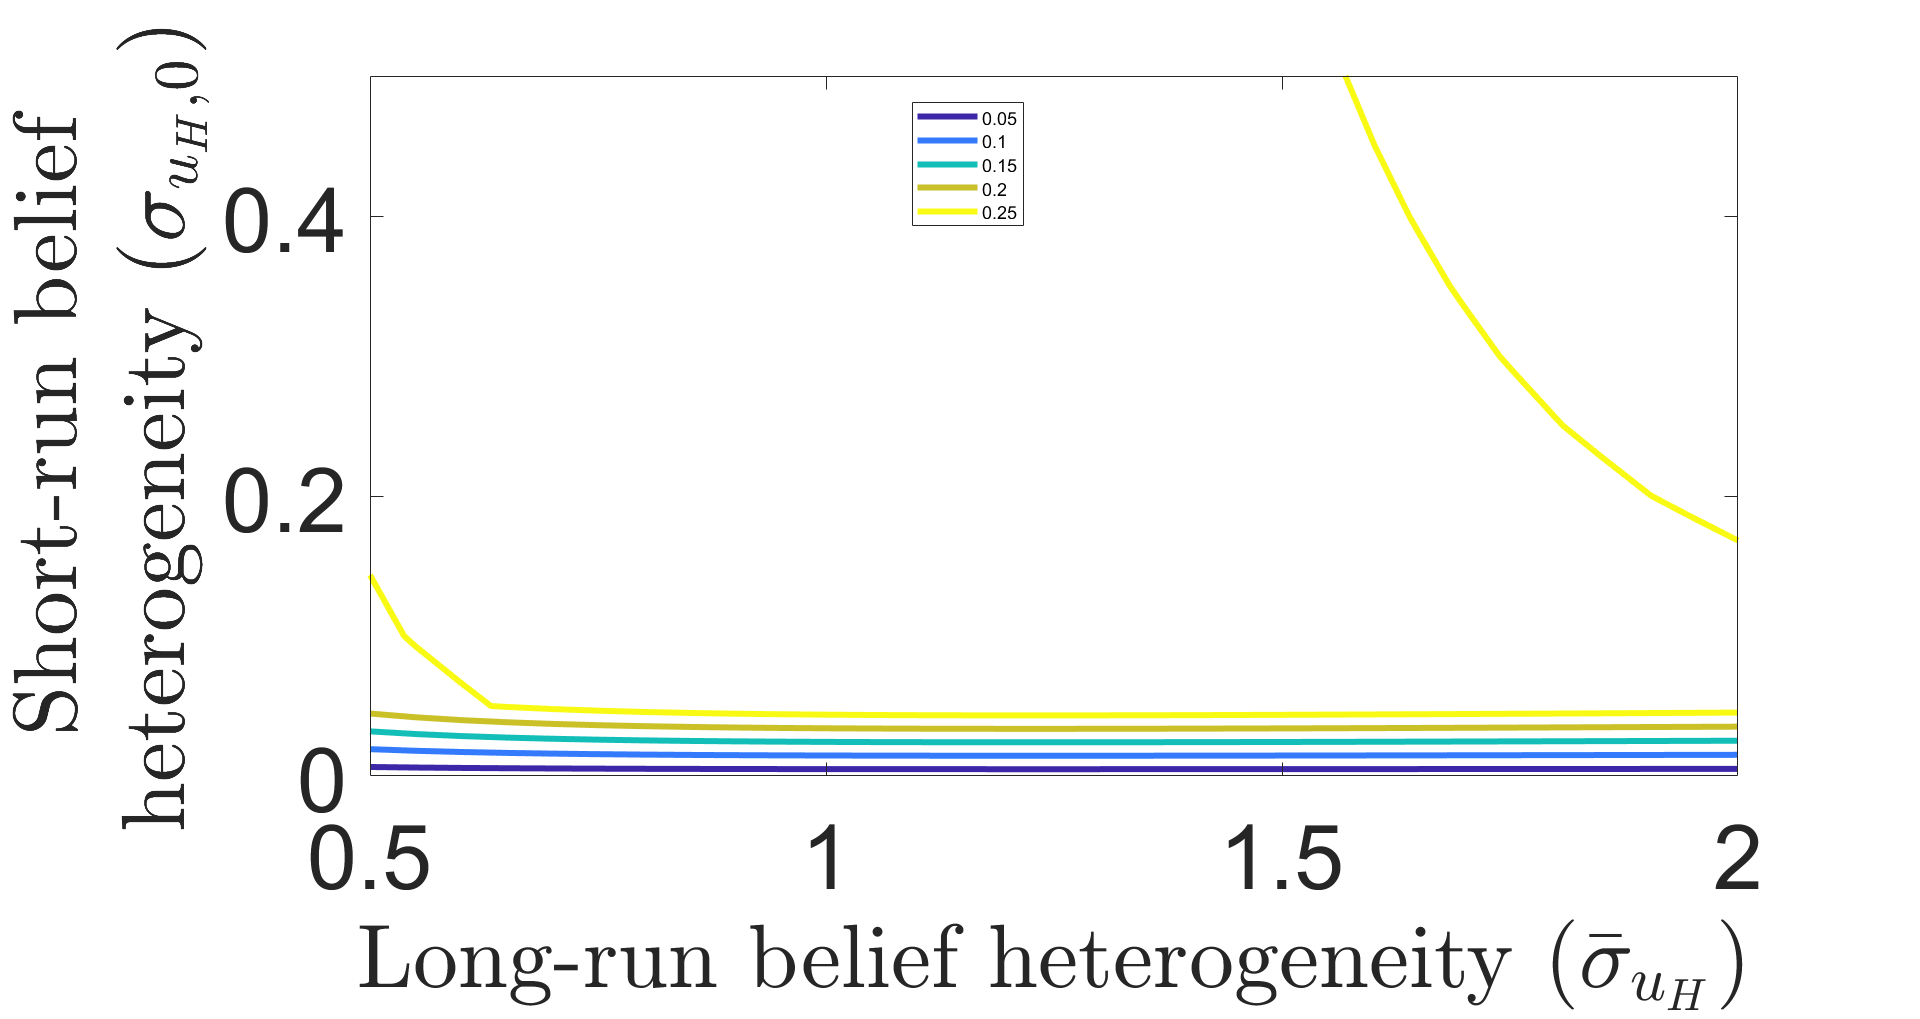 Short-run belief
heterogeneity (σ_{u_H,0})
0.4
0.2
0
0.05
0.1
0.15
0.2
0.25
0.5 1 1.5 2
Long-run belief heterogeneity (σ̄_{u_H})